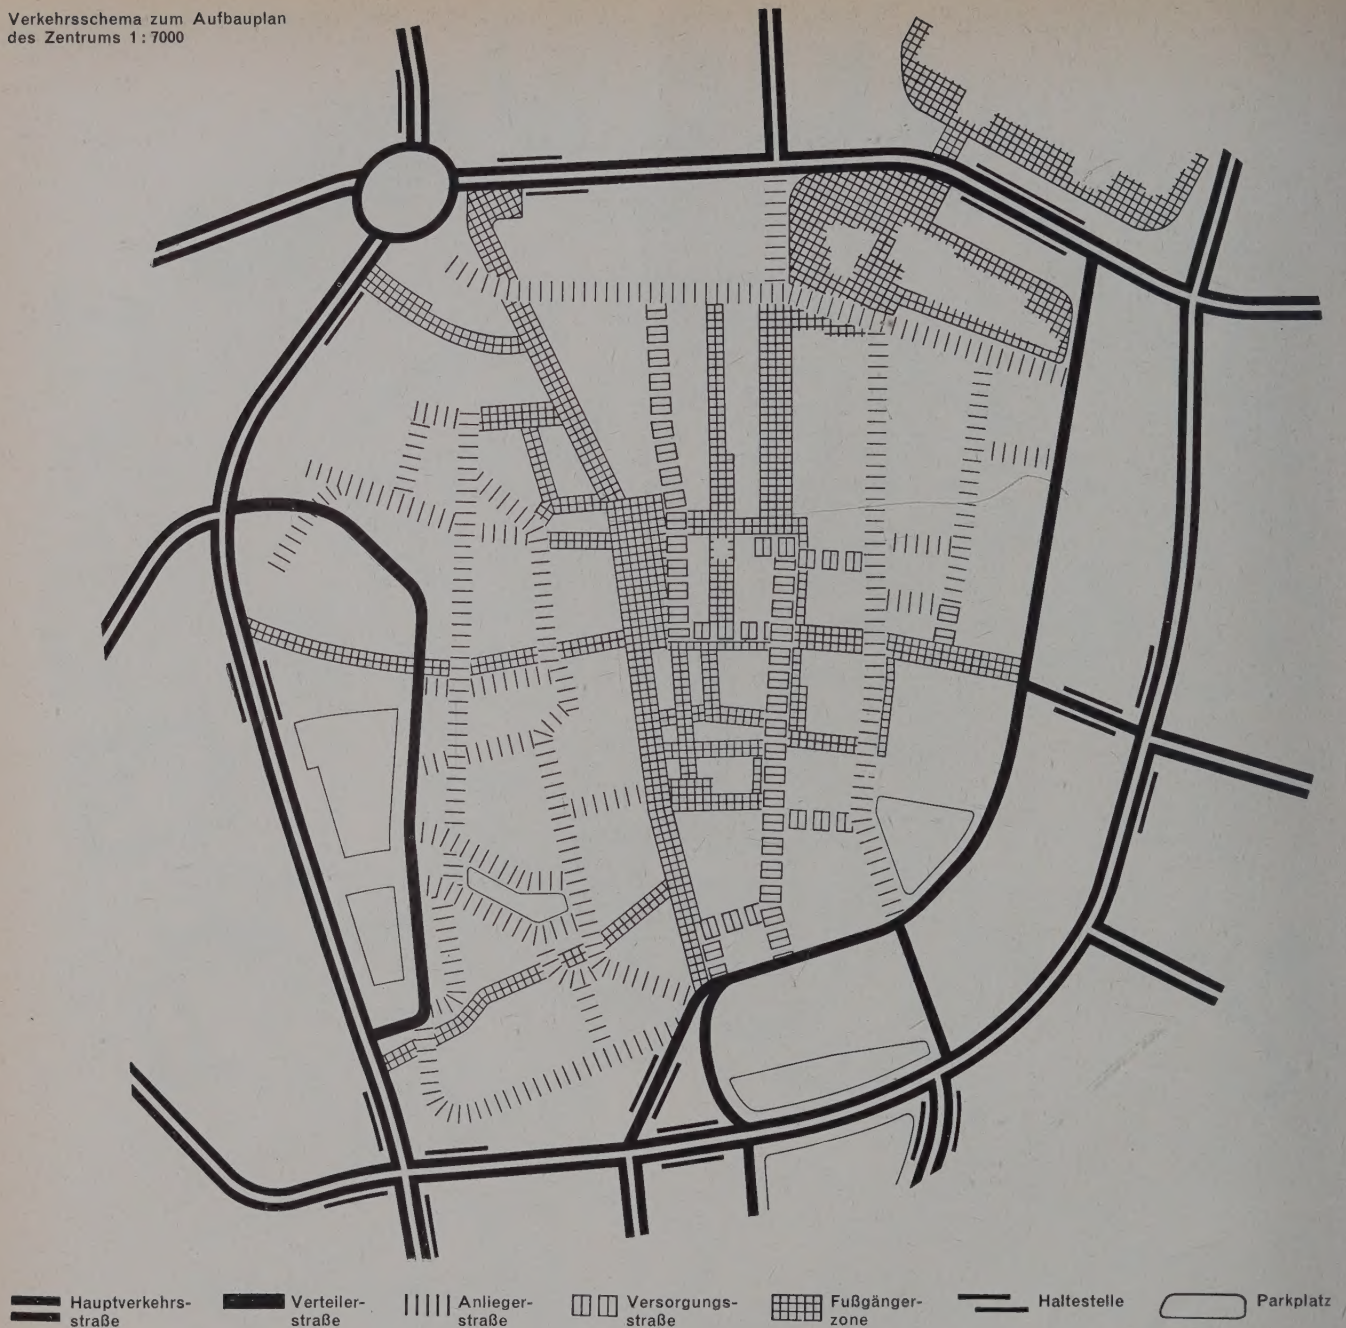 Verkehrsschema zum Aufbauplan
des Zentrums 1:7000
Hauptverkehrs-
straße
Verteiler-
straße
Anlieger-
straße
Versorgungs-
straße
Fußgänger-
zone
Haltestelle
Parkplatz